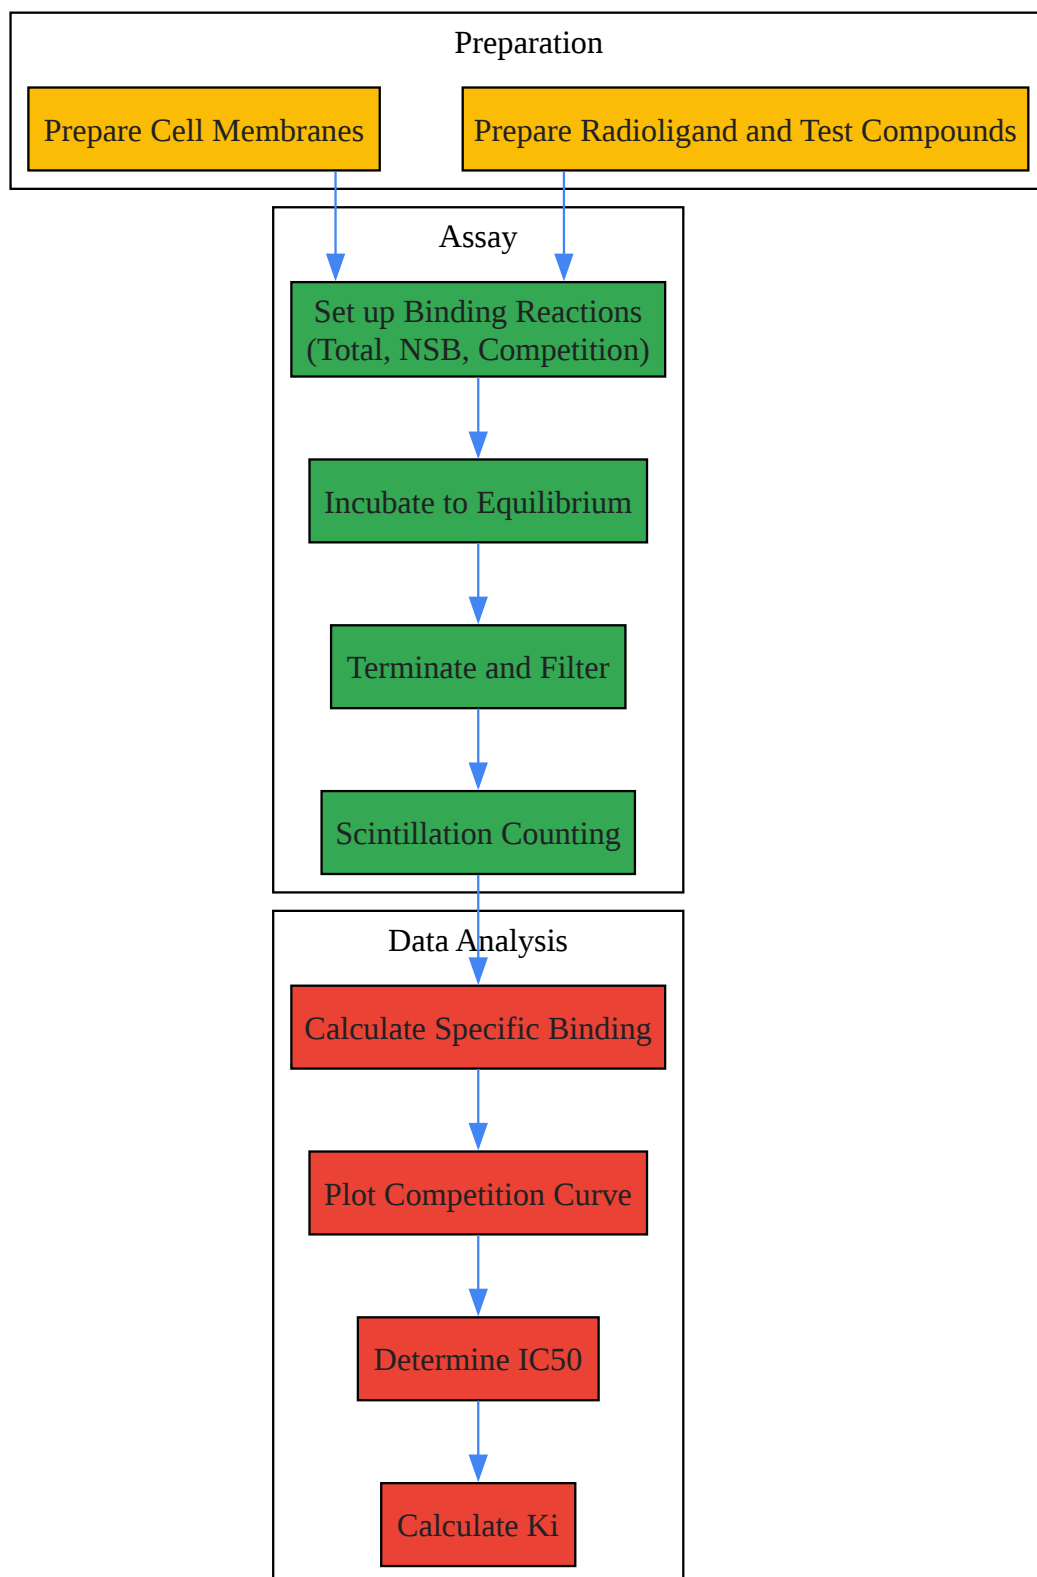 Preparation
Prepare Cell Membranes
Prepare Radioligand and Test Compounds
Assay
Set up Binding Reactions
(Total, NSB, Competition)
Incubate to Equilibrium
Terminate and Filter
Scintillation Counting
Data Analysis
Calculate Specific Binding
Plot Competition Curve
Determine IC50
Calculate Ki